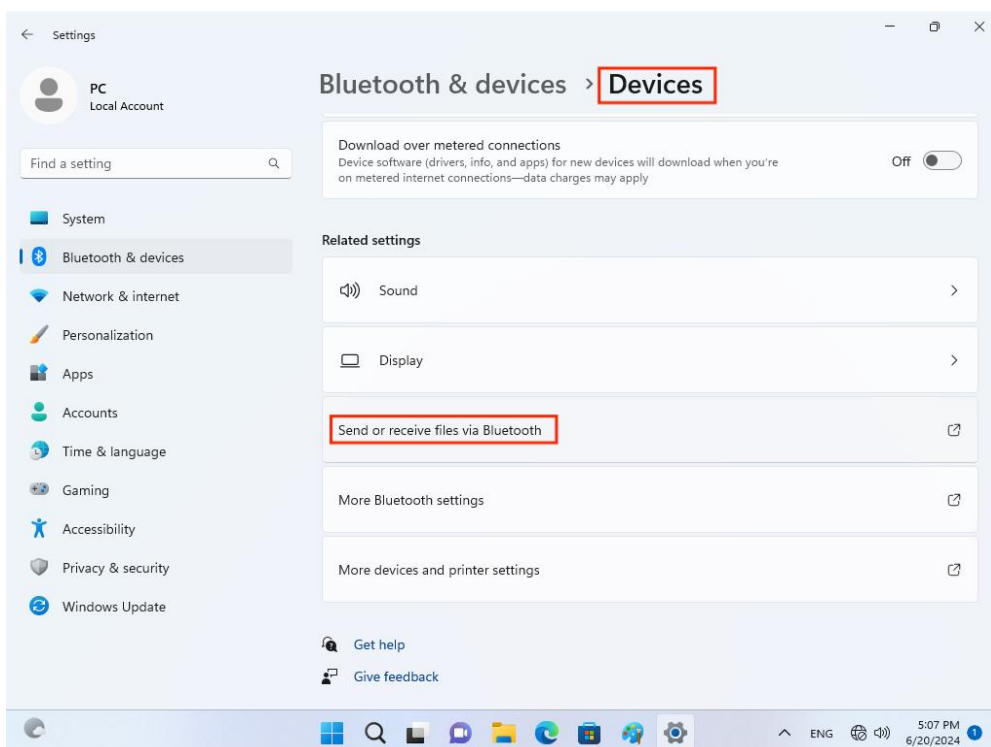 Settings
PC
Local Account
Find a setting
System
Bluetooth & devices
Network & internet
Personalization
Apps
Accounts
Time & language
Gaming
Accessibility
Privacy & security
Windows Update
Bluetooth & devices > Devices
Download over metered connections
Device software (drivers, info, and apps) for new devices will download when you're
on metered internet connections—data charges may apply
Off
Related settings
Sound
Display
Send or receive files via Bluetooth
More Bluetooth settings
More devices and printer settings
Get help
Give feedback
ENG
5:07 PM
6/20/2024
1